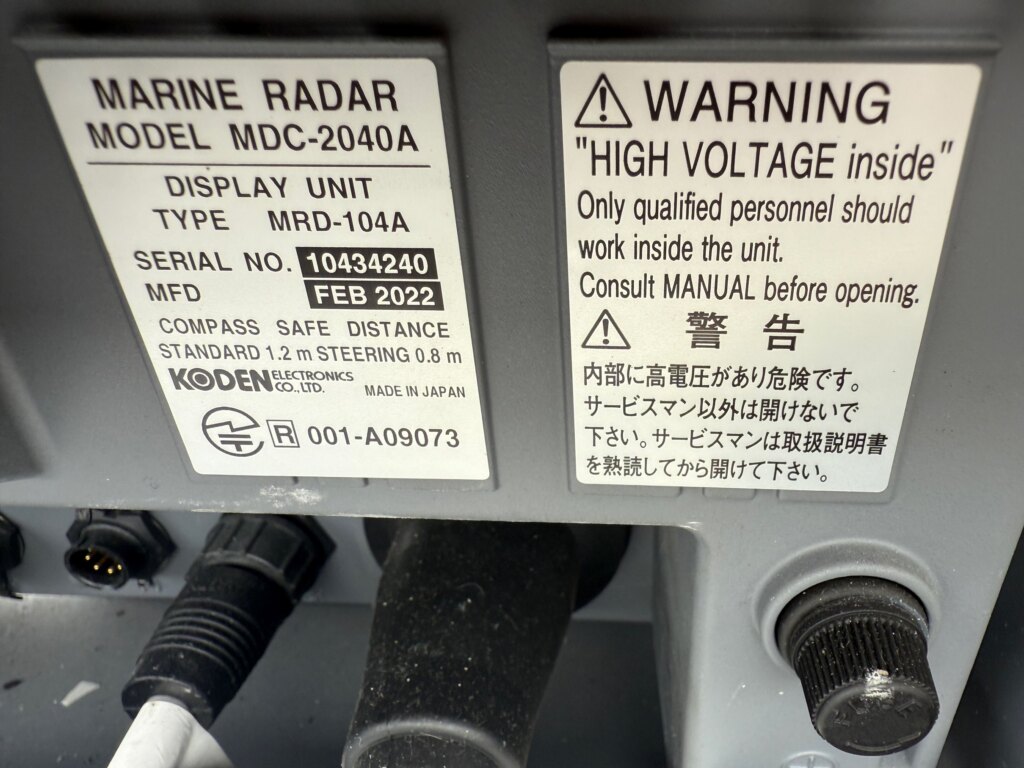 MARINE RADAR
MODEL MDC-2040A
DISPLAY UNIT
TYPE MRD-104A
SERIAL NO. 10434240
MFD FEB 2022
COMPASS SAFE DISTANCE
STANDARD 1.2 m STEERING 0.8 m
KODEN ELECTRONICS CO., LTD. MADE IN JAPAN
R 001-A09073
WARNING
"HIGH VOLTAGE inside"
Only qualified personnel should
work inside the unit.
Consult MANUAL before opening.
警告
内部に高電圧があり危険です。
サービスマン以外は開けないで
下さい。サービスマンは取扱説明書
を熟読してから開けて下さい。